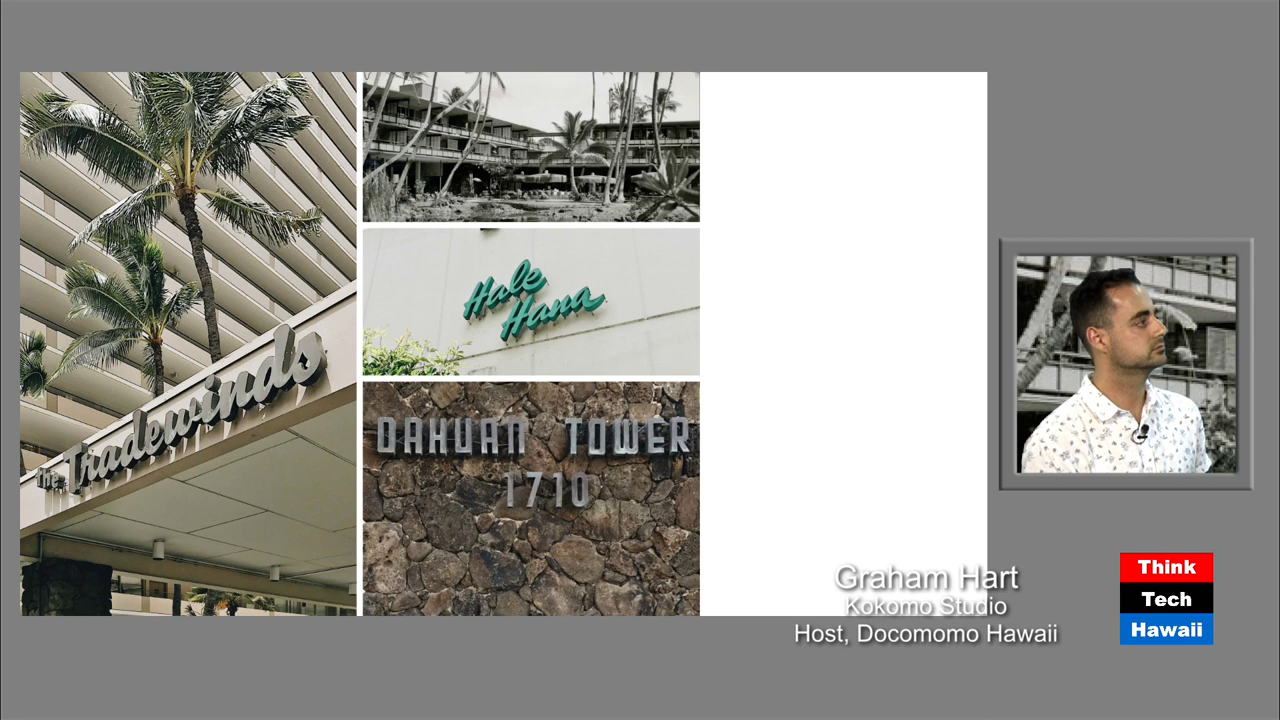 the Tradewinds
Hale
Hana
OAHUAN TOWER
1710
Graham Hart
Kokomo Studio
Host, Docomomo Hawaii
Think
Tech
Hawaii